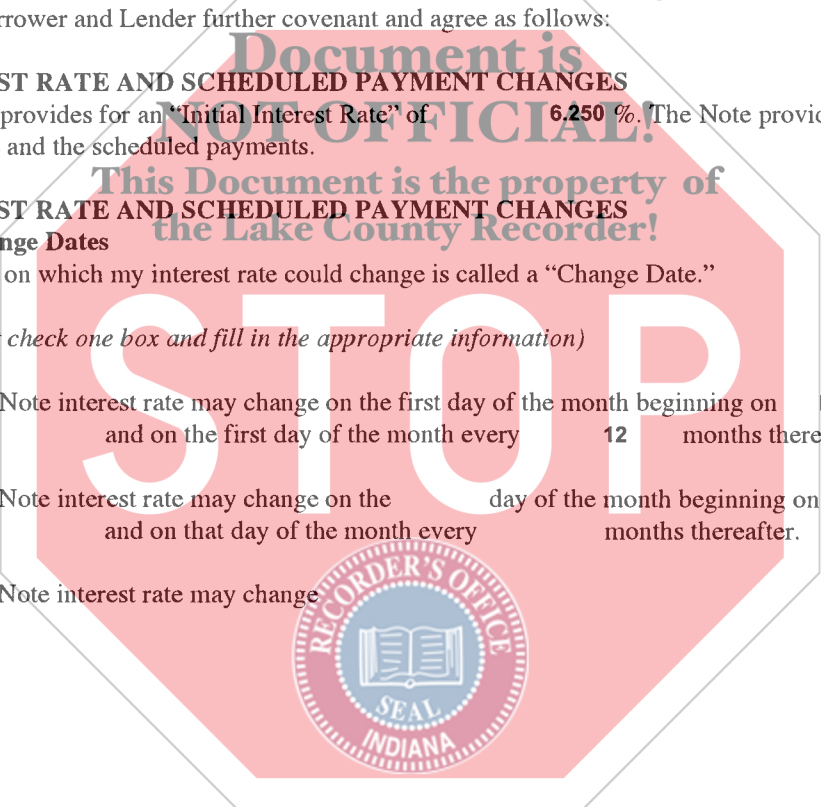 rrower and Lender further covenant and agree as follows:
Document is
ST RATE AND SCHEDULED PAYMENT CHANGES
provides for an “Initial Interest Rate” of 6.250 %. The Note provid
NOT OFFICIAL!
and the scheduled payments.
This Document is the property of
ST RATE AND SCHEDULED PAYMENT CHANGES
the Lake County Recorder!
nge Dates
on which my interest rate could change is called a “Change Date.”
STOP
check one box and fill in the appropriate information)
Note interest rate may change on the first day of the month beginning on
and on the first day of the month every 12 months there
Note interest rate may change on the day of the month beginning on
and on that day of the month every months thereafter.
Note interest rate may change
RECORDER'S OFFICE
SEAL
INDIANA